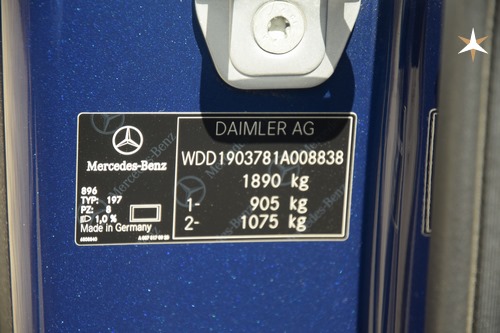 DAIMLER AG
Mercedes-Benz
WDD1903781A008838
1890 kg
1- 905 kg
2- 1075 kg
896
TYP: 197
PZ: 8
1,0 %
Made in Germany